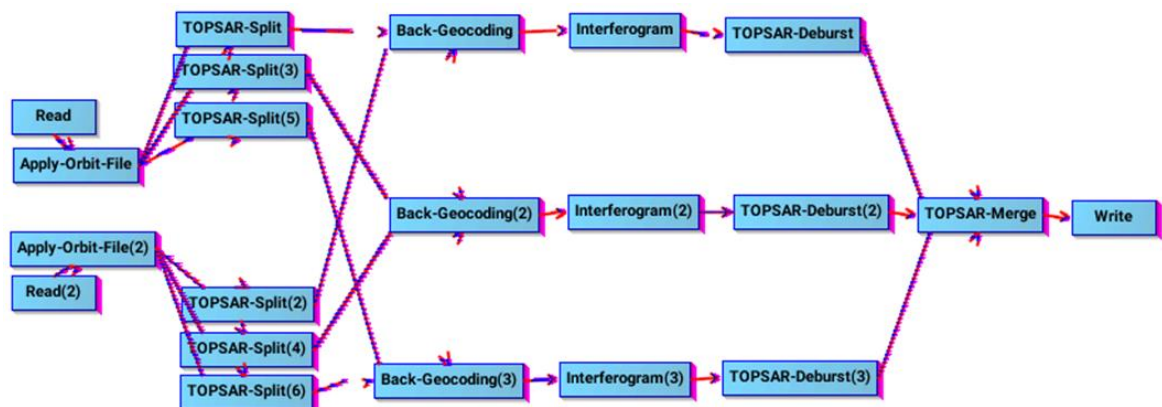 TOPSAR-Split
Back-Geocoding
Interferogram
TOPSAR-Deburst
TOPSAR-Split(3)
Read
TOPSAR-Split(5)
Apply-Orbit-File
Back-Geocoding(2)
Interferogram(2)
TOPSAR-Deburst(2)
TOPSAR-Merge
Write
Apply-Orbit-File(2)
Read(2)
TOPSAR-Split(2)
TOPSAR-Split(4)
TOPSAR-Split(6)
Back-Geocoding(3)
Interferogram(3)
TOPSAR-Deburst(3)